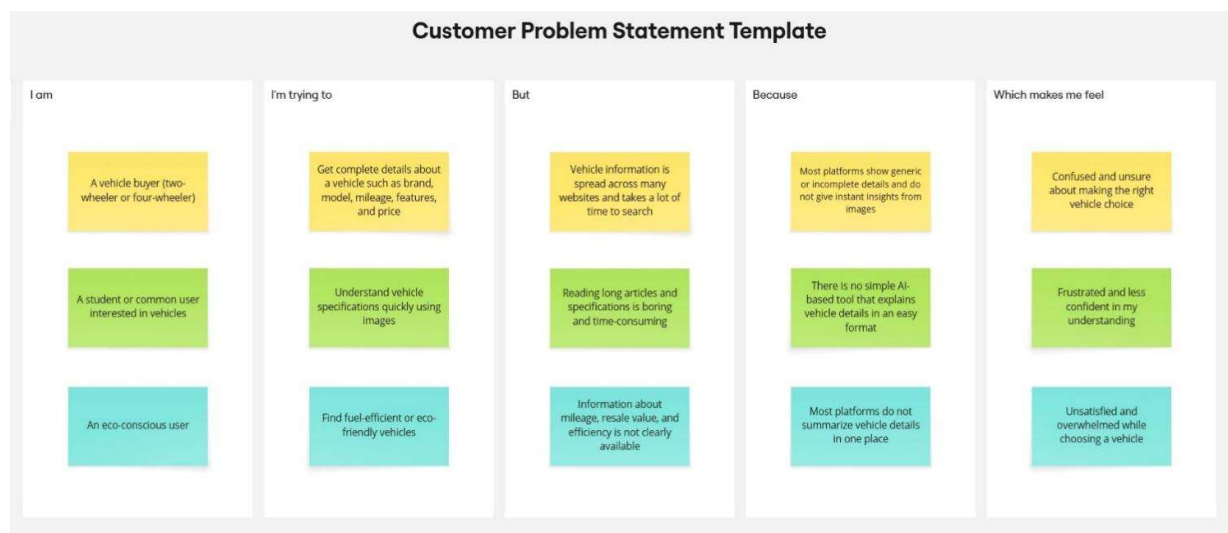 Customer Problem Statement Template
I am
I'm trying to
But
Because
Which makes me feel
A vehicle buyer (two-
wheeler or four-wheeler)
Get complete details about
a vehicle such as brand,
model, mileage, features,
and price
Vehicle information is
spread across many
websites and takes a lot of
time to search
Most platforms show generic
or incomplete details and do
not give instant insights from
images
Confused and unsure
about making the right
vehicle choice
A student or common user
interested in vehicles
Understand vehicle
specifications quickly using
images
Reading long articles and
specifications is boring
and time-consuming
There is no simple AI-
based tool that explains
vehicle details in an easy
format
Frustrated and less
confident in my
understanding
An eco-conscious user
Find fuel-efficient or eco-
friendly vehicles
Information about
mileage, resale value, and
efficiency is not clearly
available
Most platforms do not
summarize vehicle details
in one place
Unsatisfied and
overwhelmed while
choosing a vehicle